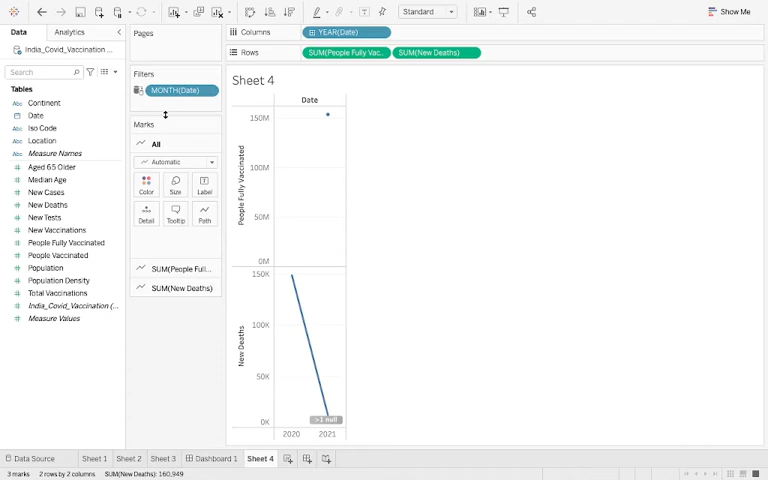 Standard
Show Me
Data
Analytics
India_Covid_Vaccination ...
Search
Tables
Abc Continent
Date
Abc Iso Code
Abc Location
Abc Measure Names
Aged 65 Older
Median Age
New Cases
New Deaths
New Tests
New Vaccinations
People Fully Vaccinated
People Vaccinated
Population
Population Density
Total Vaccinations
India_Covid_Vaccination (...
Measure Values
Pages
Filters
MONTH(Date)
Marks
All
Automatic
Color
Size
Label
Detail
Tooltip
Path
SUM(People Full...
SUM(New Deaths)
Columns
YEAR(Date)
Rows
SUM(People Fully Vac..
SUM(New Deaths)
Sheet 4
Date
People Fully Vaccinated
150M
100M
50M
0M
New Deaths
150K
100K
50K
0K
>1 null
2020
2021
Data Source
Sheet 1
Sheet 2
Sheet 3
Dashboard 1
Sheet 4
3 marks
2 rows by 2 columns
SUM(New Deaths): 160,949